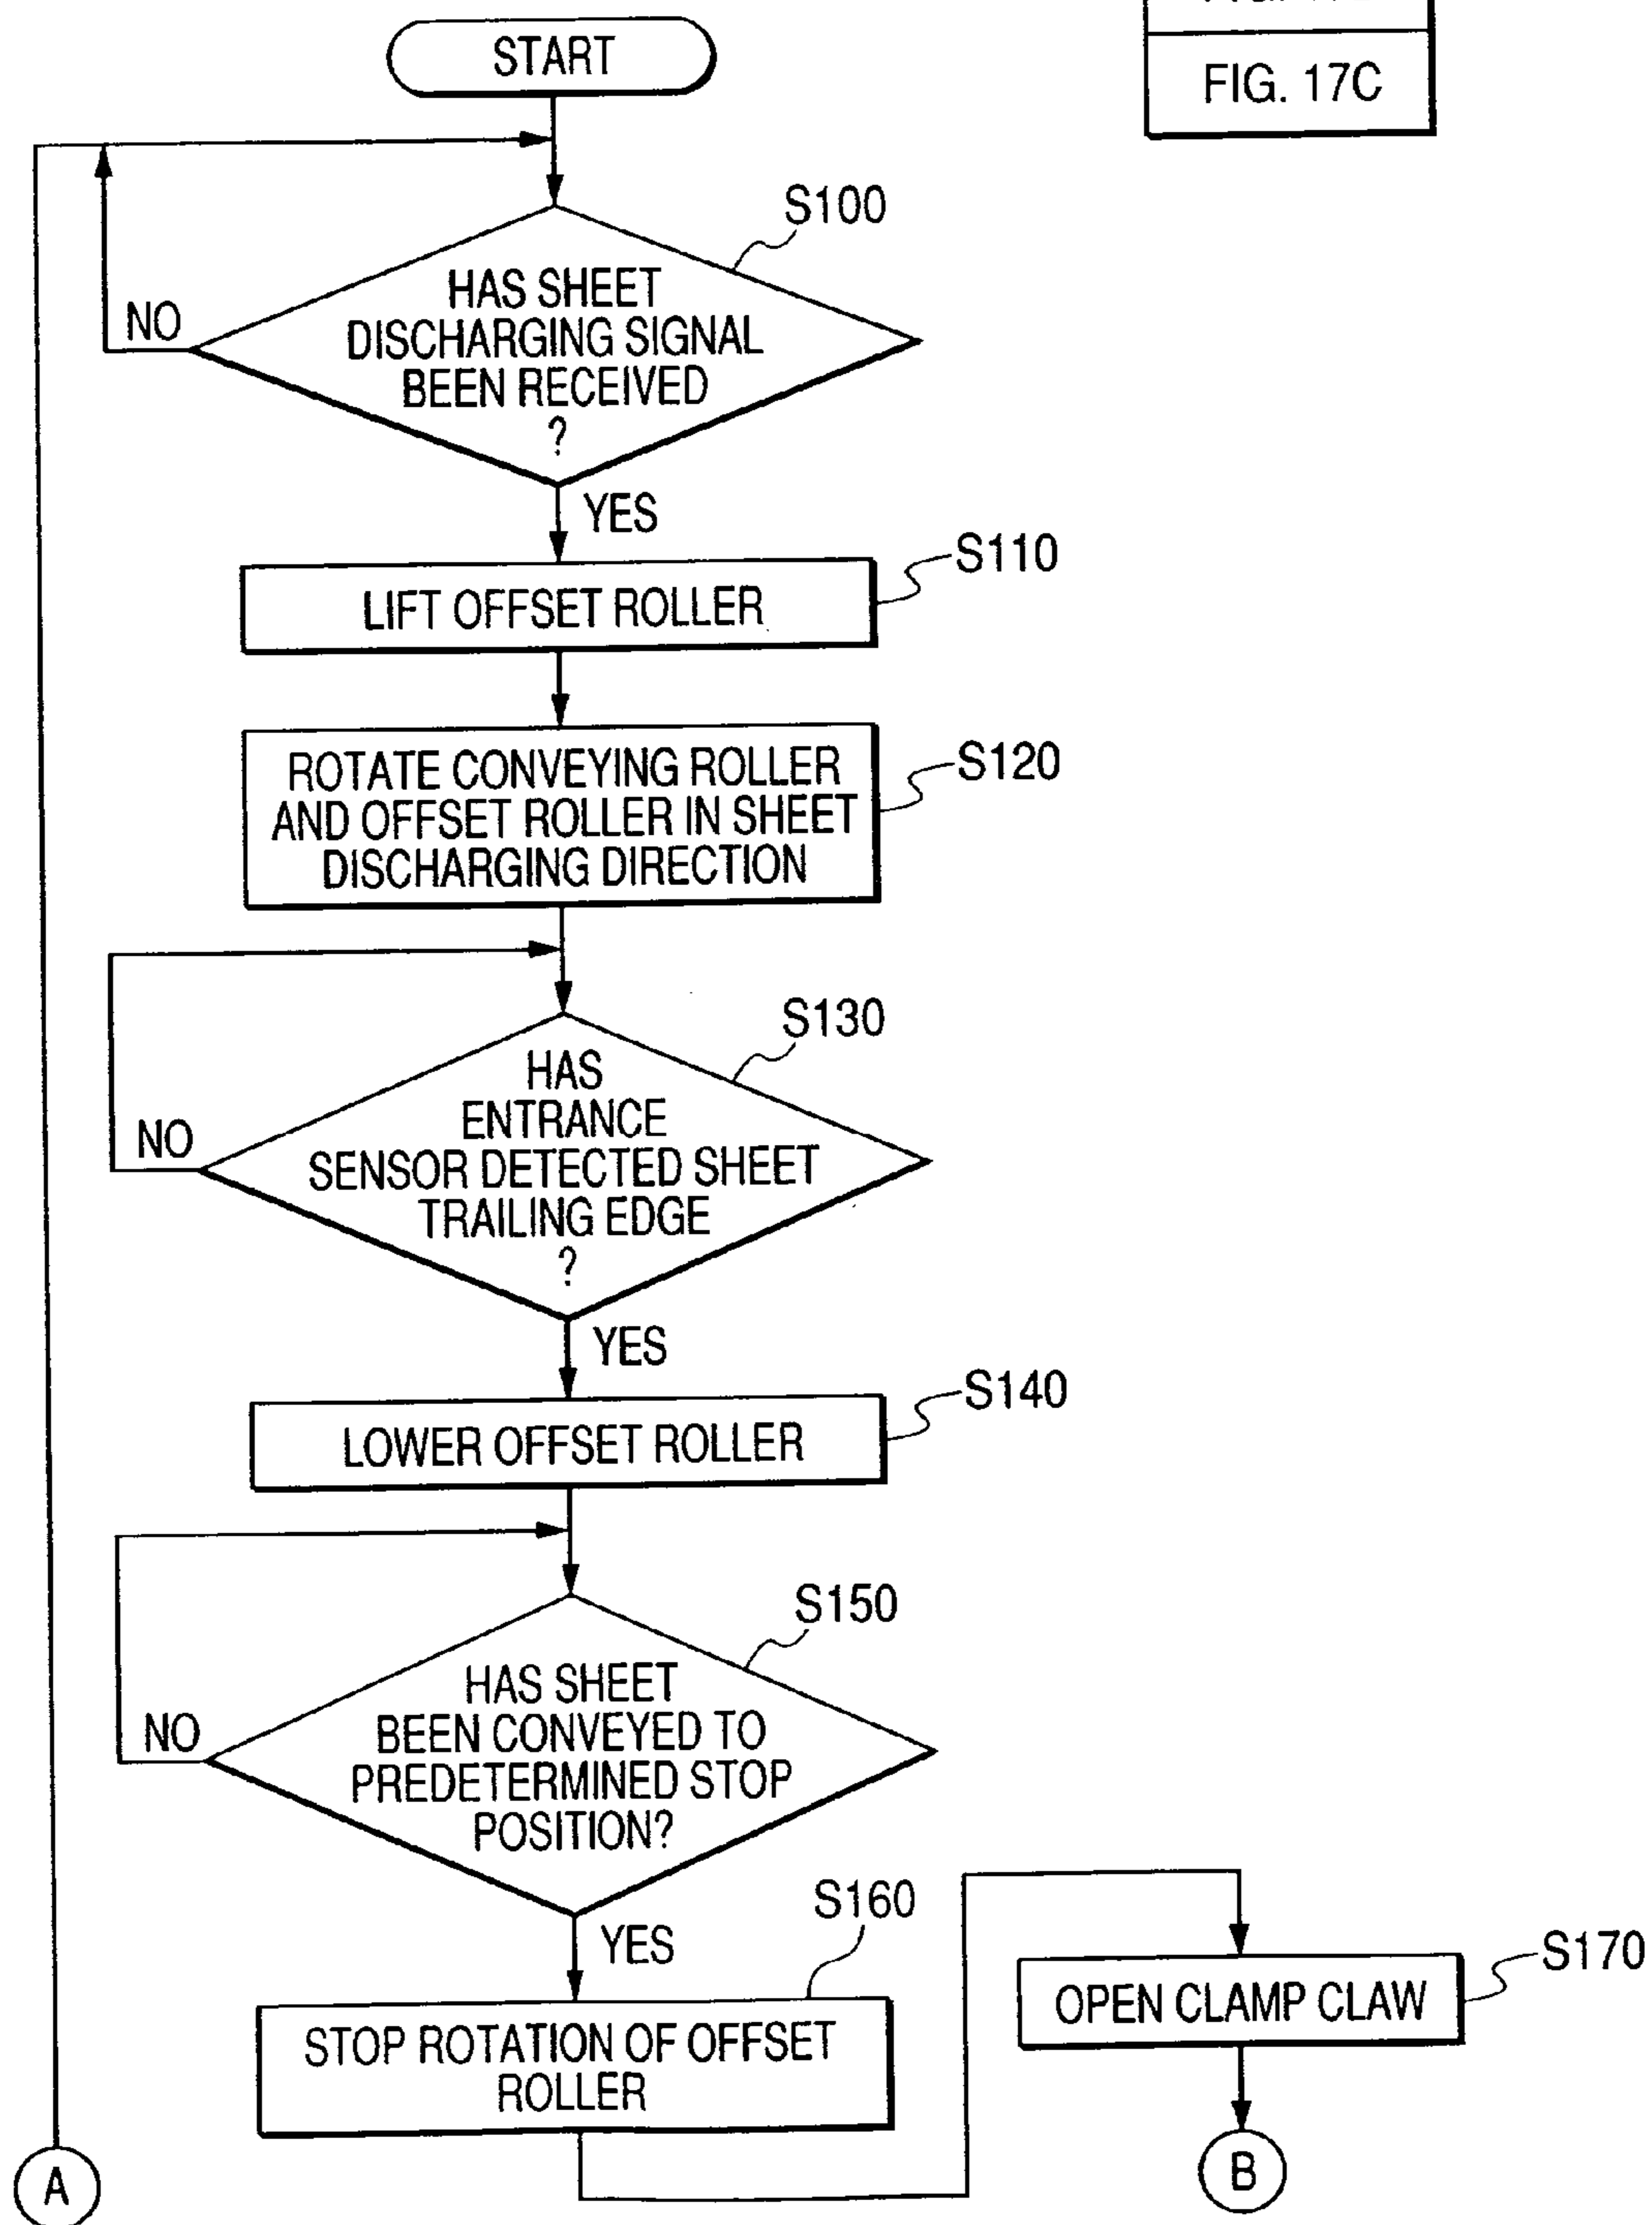 START
FIG. 17C
S100
HAS SHEET
DISCHARGING SIGNAL
BEEN RECEIVED
?
NO
YES
S110
LIFT OFFSET ROLLER
S120
ROTATE CONVEYING ROLLER
AND OFFSET ROLLER IN SHEET
DISCHARGING DIRECTION
S130
HAS
ENTRANCE
SENSOR DETECTED SHEET
TRAILING EDGE
?
NO
YES
S140
LOWER OFFSET ROLLER
S150
HAS SHEET
BEEN CONVEYED TO
PREDETERMINED STOP
POSITION?
NO
YES
S160
STOP ROTATION OF OFFSET
ROLLER
S170
OPEN CLAMP CLAW
A
B